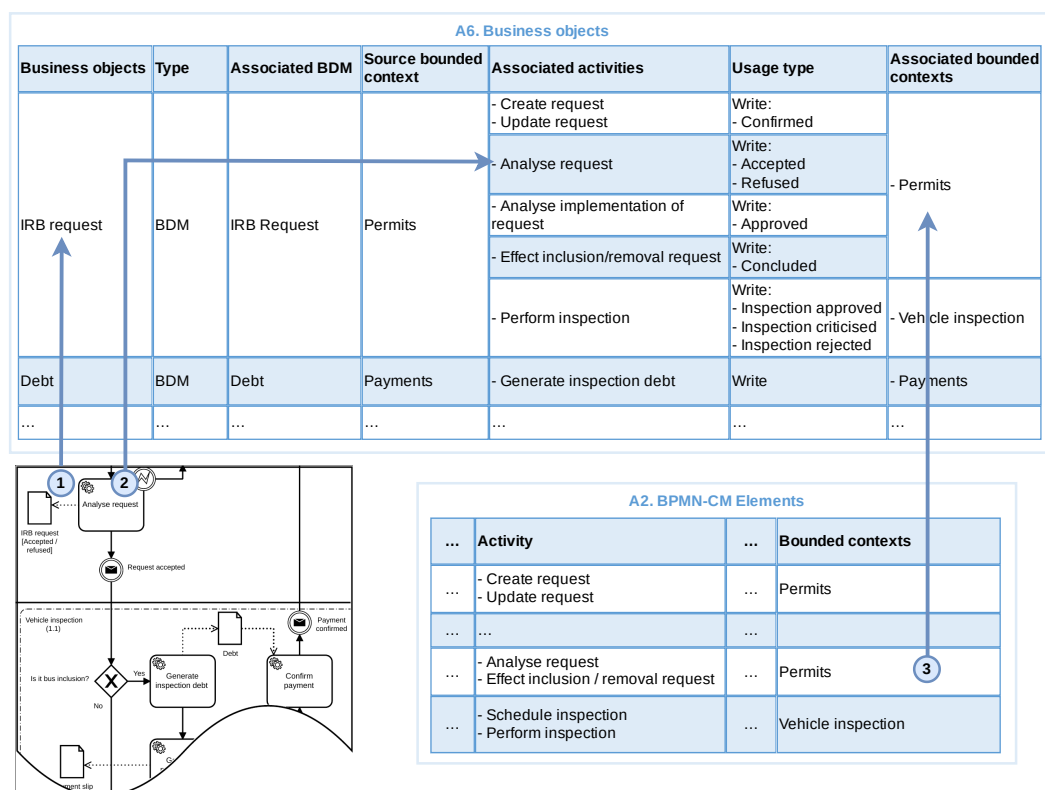 A6. Business objects
Business objects
Type
Associated BDM
Source bounded
context
Associated activities
Usage type
Associated bounded
contexts
IRB request
BDM
IRB Request
Permits
- Create request
- Update request
Write:
- Confirmed
- Permits
- Analyse request
Write:
- Accepted
- Refused
- Analyse implementation of
request
Write:
- Approved
- Effect inclusion/removal request
Write:
- Concluded
- Perform inspection
Write:
- Inspection approved
- Inspection criticised
- Inspection rejected
- Vehicle inspection
Debt
BDM
Debt
Payments
- Generate inspection debt
Write
- Payments
…
…
…
…
…
…
…
1
2
Analyse request
IRB request
[Accepted /
refused]
Request accepted
Vehicle inspection
(1.1)
Debt
Payment
confirmed
Is it bus inclusion?
X
Yes
No
Generate
inspection debt
Confirm
payment
slip
A2. BPMN-CM Elements
…
Activity
…
Bounded contexts
…
- Create request
- Update request
…
Permits
…
…
…
…
- Analyse request
- Effect inclusion / removal request
…
Permits
3
…
- Schedule inspection
- Perform inspection
…
Vehicle inspection